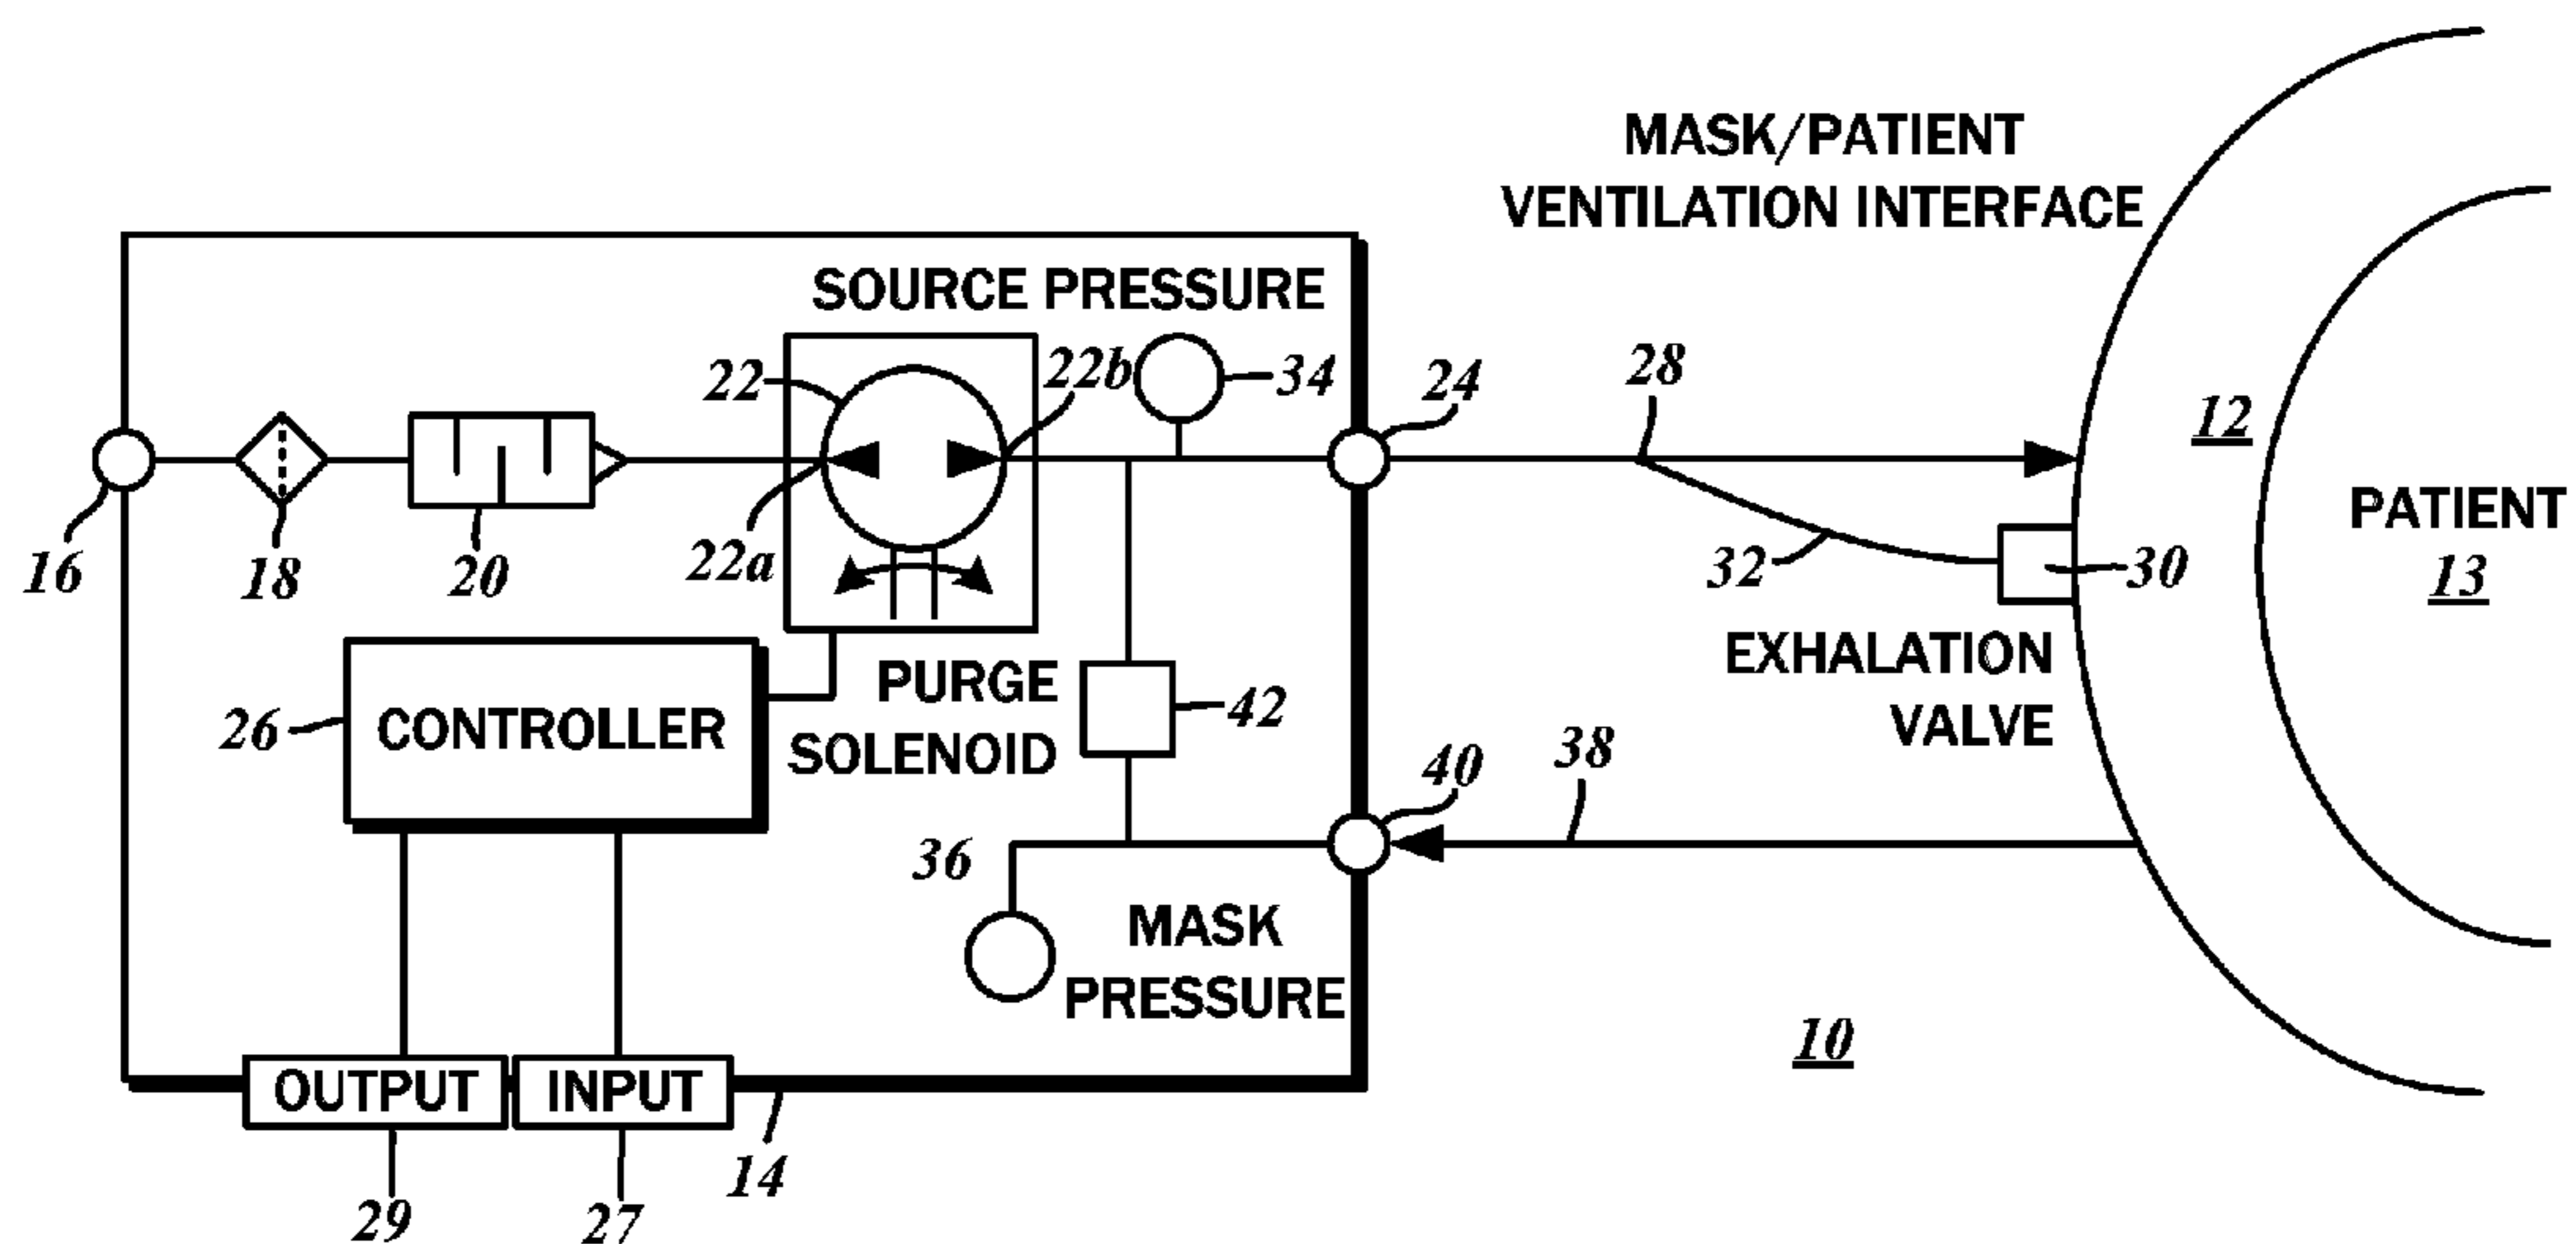 MASK/PATIENT
VENTILATION INTERFACE
SOURCE PRESSURE
22
22b
34
24
28
12
PATIENT
13
16
18
20
22a
32
30
EXHALATION
VALVE
26
CONTROLLER
PURGE
SOLENOID
42
40
38
36
MASK
PRESSURE
10
OUTPUT
INPUT
14
29
27